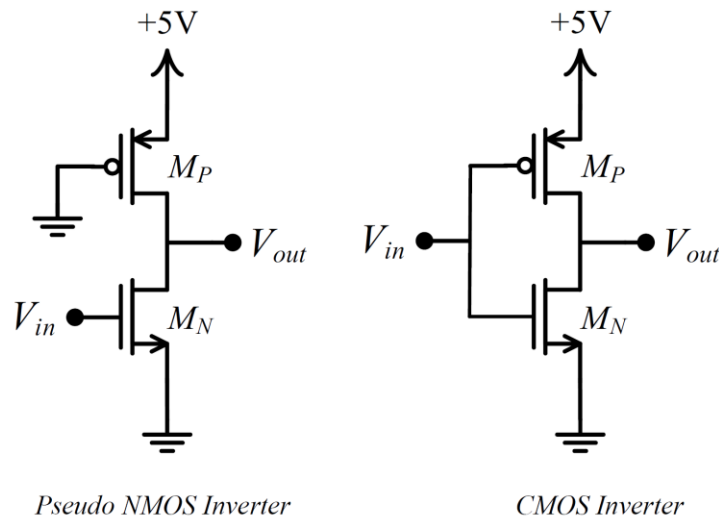 +5V
M_P
V_out
V_in
M_N
Pseudo NMOS Inverter
+5V
M_P
V_in
V_out
M_N
CMOS Inverter